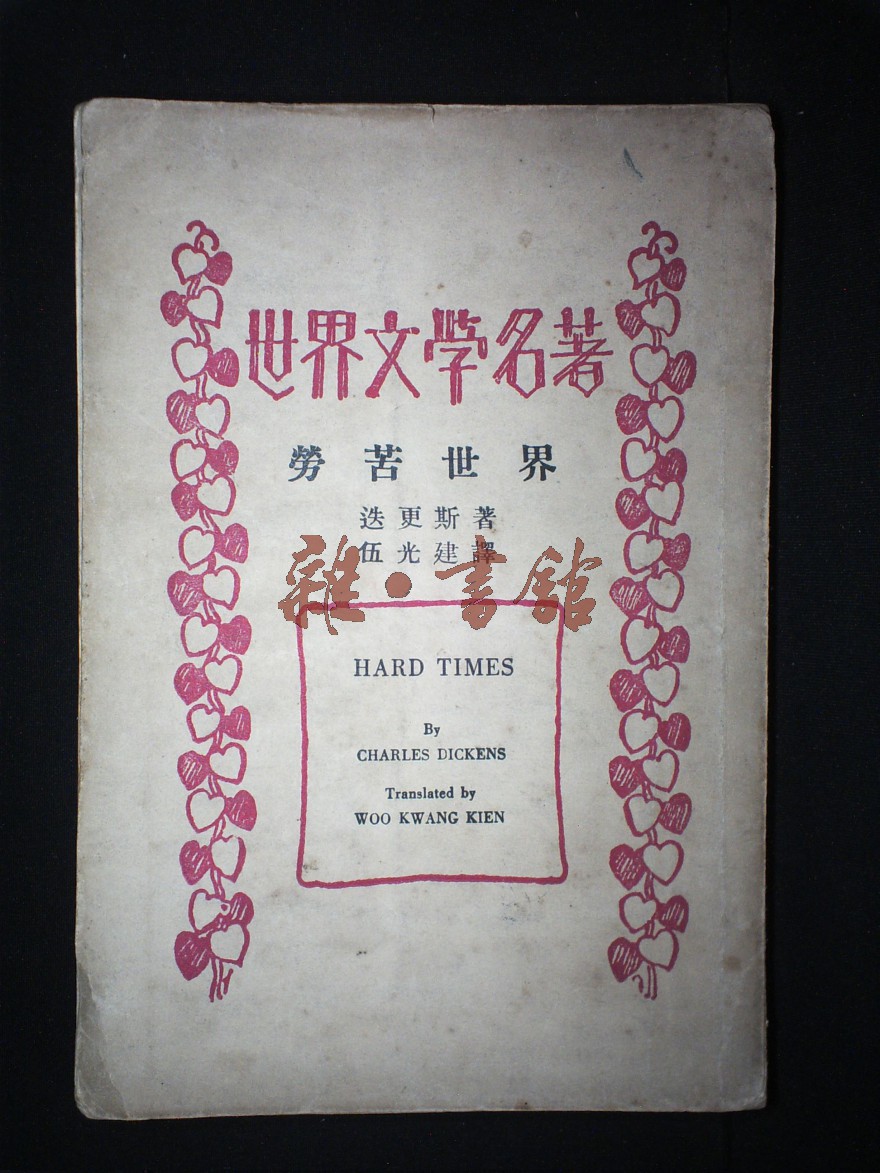 世界文學名著
勞苦世界
迭更斯著
伍光建譯
雜·書館
HARD TIMES
By
CHARLES DICKENS
Translated by
WOO KWANG KIEN